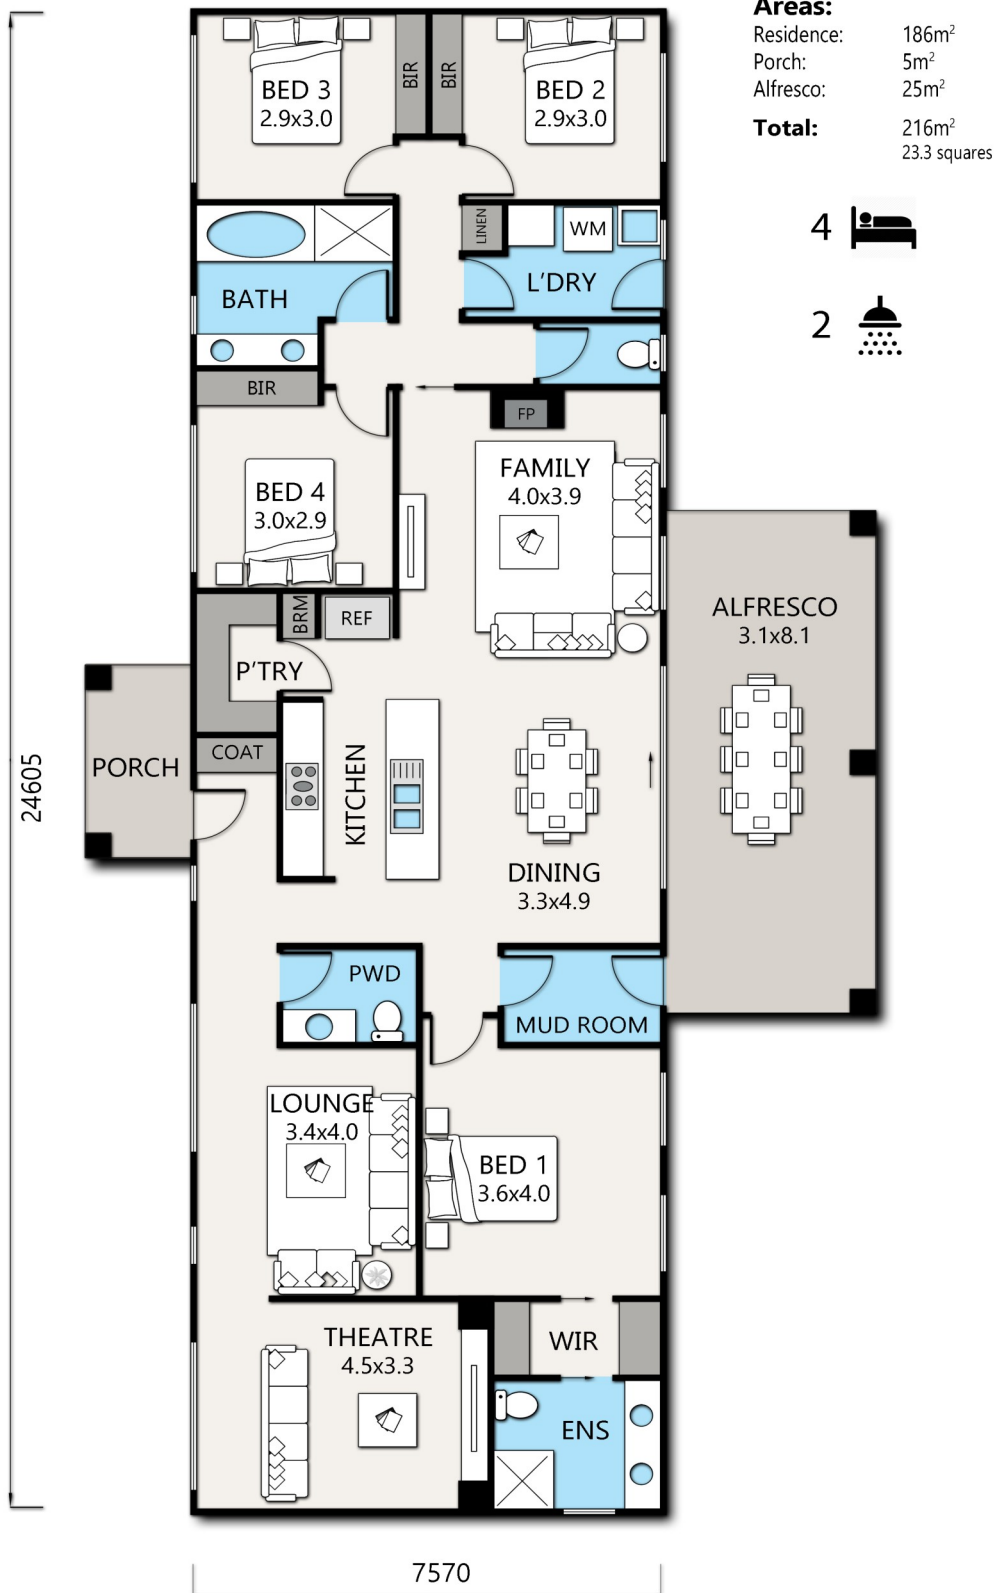 Areas:
Residence: 186m²
Porch: 5m²
Alfresco: 25m²
Total: 216m²
23.3 squares
4
2
BED 3
2.9x3.0
BIR
BIR
BED 2
2.9x3.0
LINEN
WM
L'DRY
BATH
BIR
FP
FAMILY
4.0x3.9
BED 4
3.0x2.9
BRM
REF
P'TRY
ALFRESCO
3.1x8.1
COAT
PORCH
KITCHEN
24605
DINING
3.3x4.9
PWD
MUD ROOM
LOUNGE
3.4x4.0
BED 1
3.6x4.0
THEATRE
4.5x3.3
WIR
ENS
7570